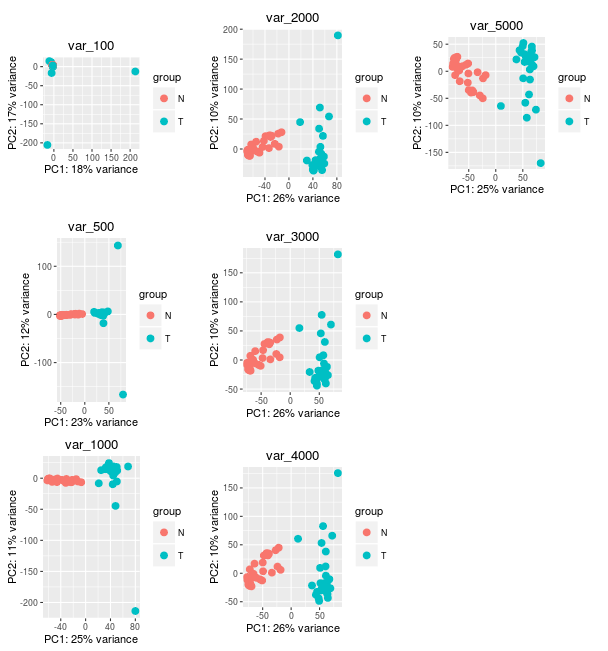 var_100
PC2: 17% variance
0
-50
-100
-150
-200
0 50 100 150 200
PC1: 18% variance
group
N
T
var_2000
PC2: 10% variance
200
150
100
50
0
-40 0 40 80
PC1: 26% variance
group
N
T
var_5000
PC2: 10% variance
50
0
-50
-100
-150
-50 0 50
PC1: 25% variance
group
N
T
var_500
PC2: 12% variance
100
0
-100
-50 0 50
PC1: 23% variance
group
N
T
var_3000
PC2: 10% variance
150
100
50
0
-50
-50 0 50
PC1: 26% variance
group
N
T
var_1000
PC2: 11% variance
0
-50
-100
-150
-200
-40 0 40 80
PC1: 25% variance
group
N
T
var_4000
PC2: 10% variance
150
100
50
0
-50
-50 0 50
PC1: 26% variance
group
N
T